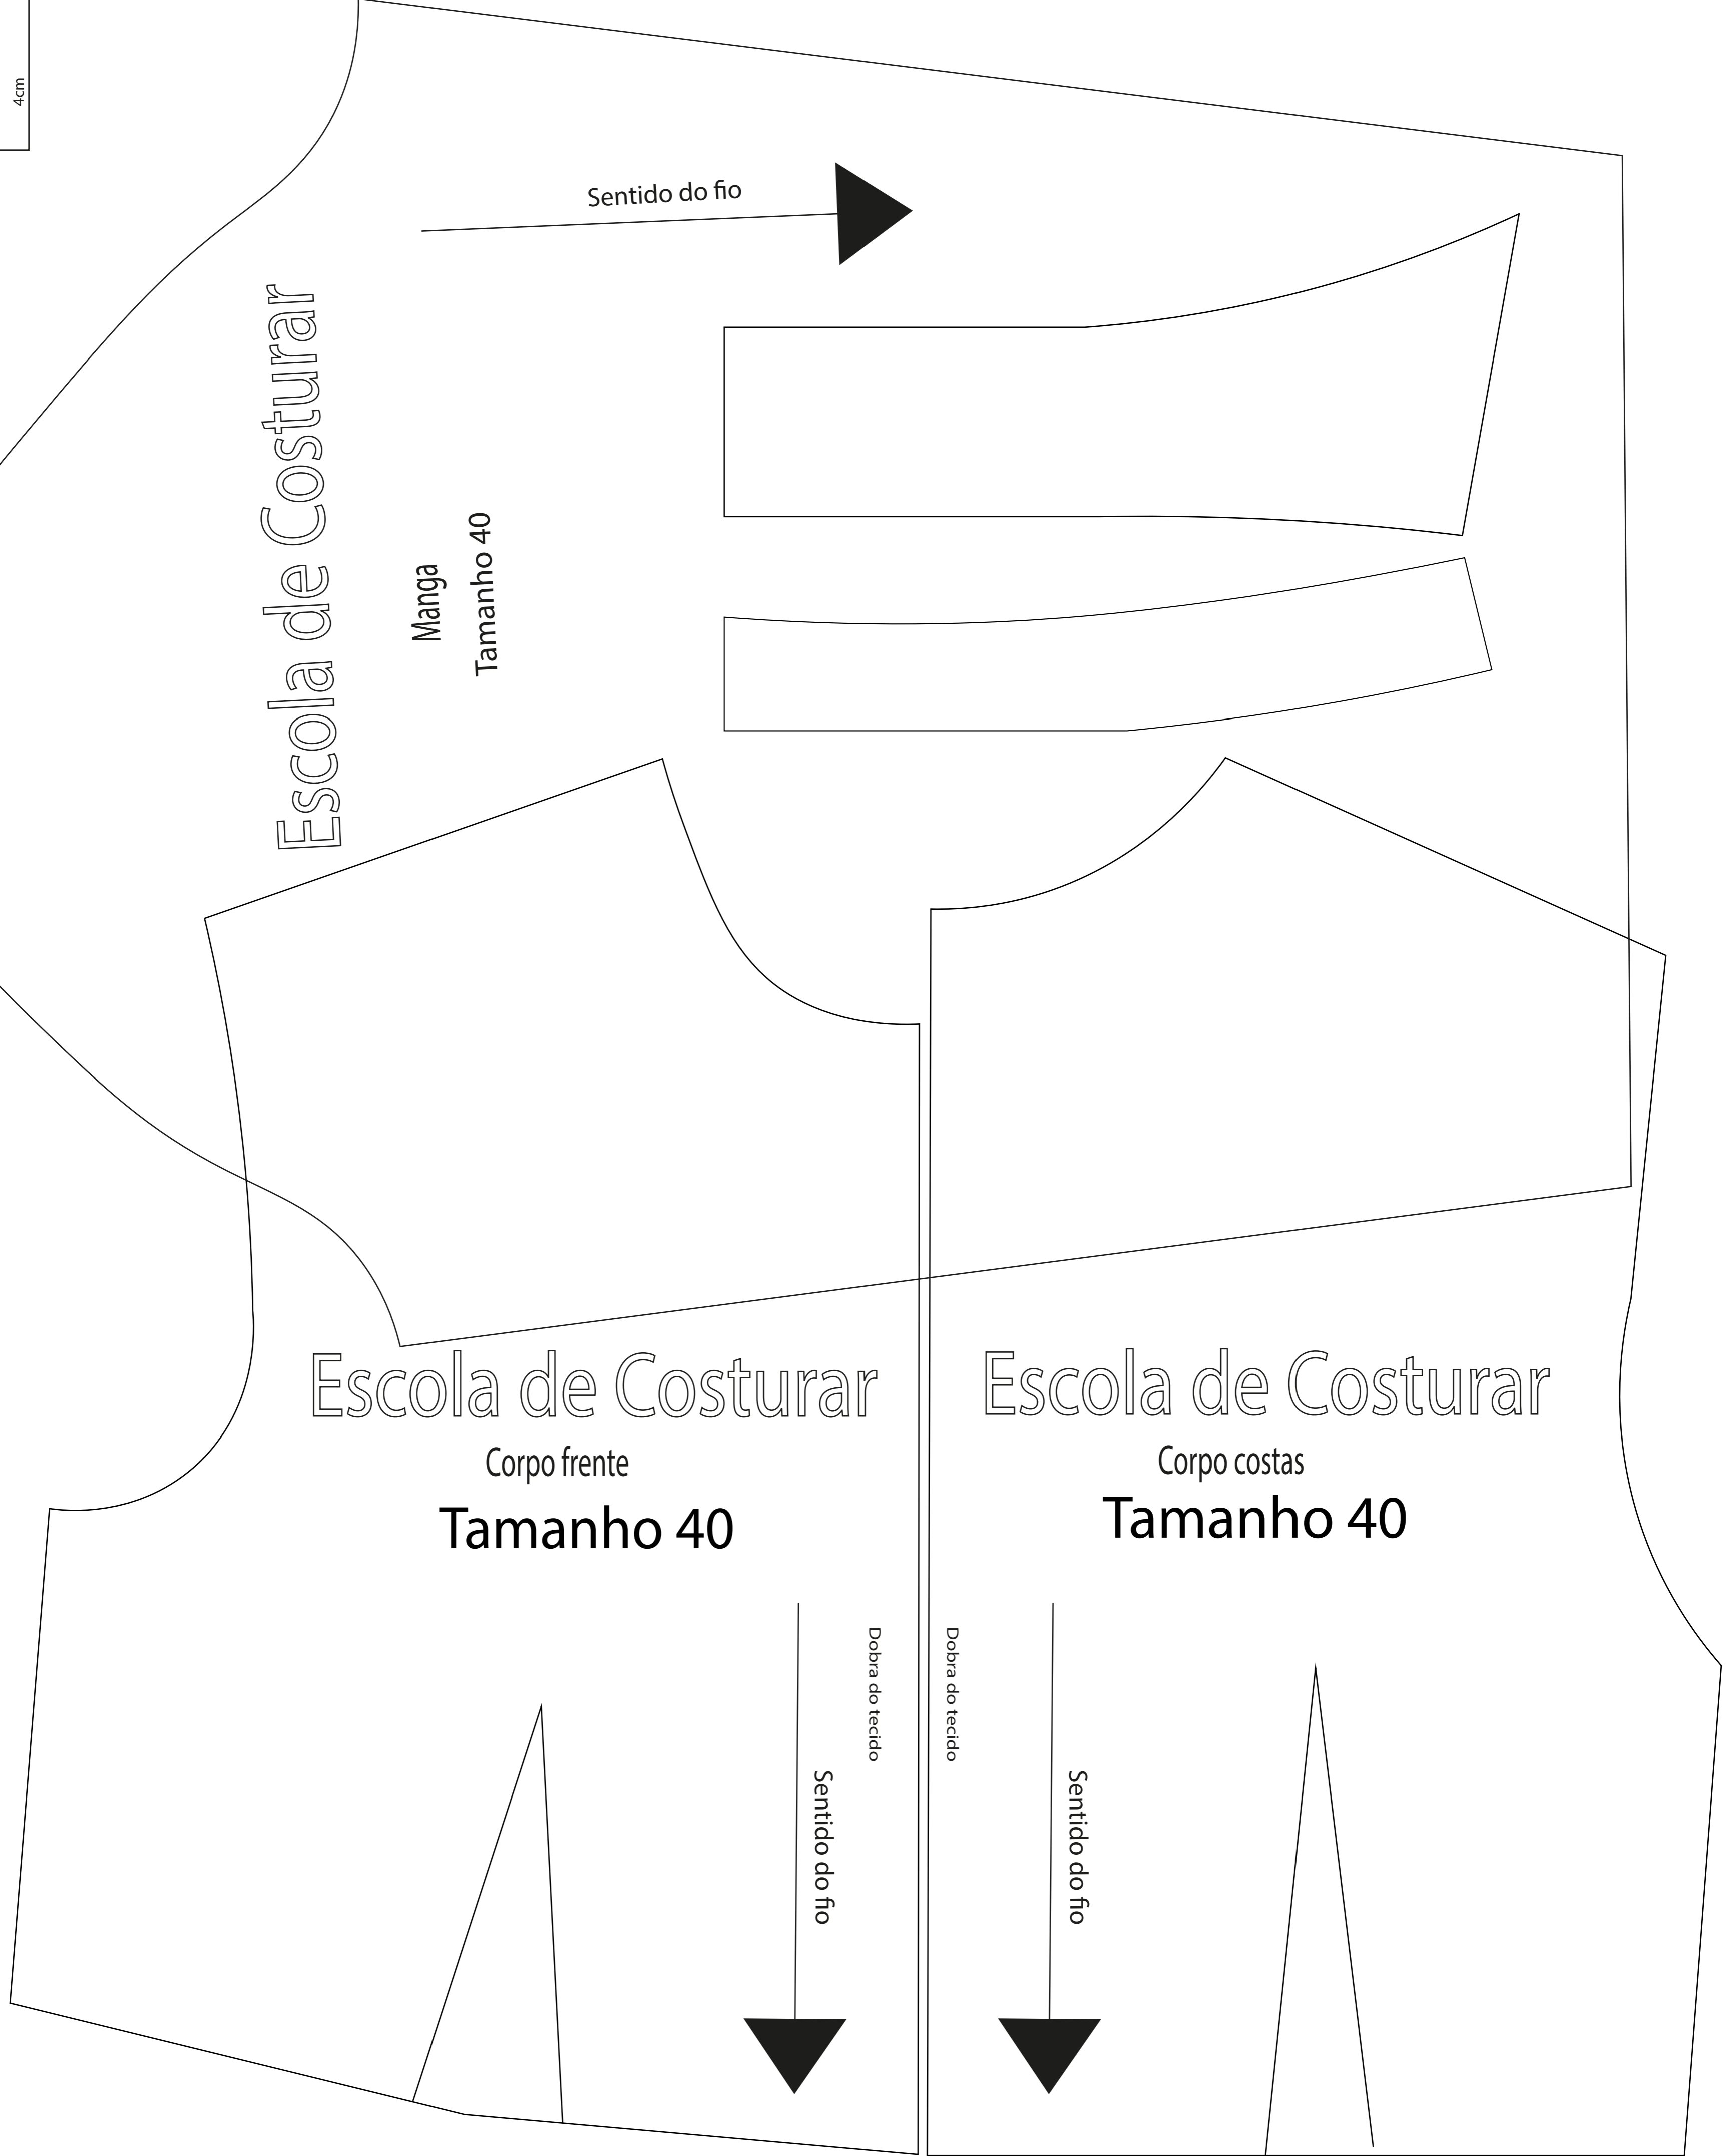 4cm
Sentido do fio
Escola de Costurar
Manga
Tamanho 40
Escola de Costurar
Corpo frente
Tamanho 40
Escola de Costurar
Corpo costas
Tamanho 40
Dobra do tecido
Sentido do fio
Dobra do tecido
Sentido do fio